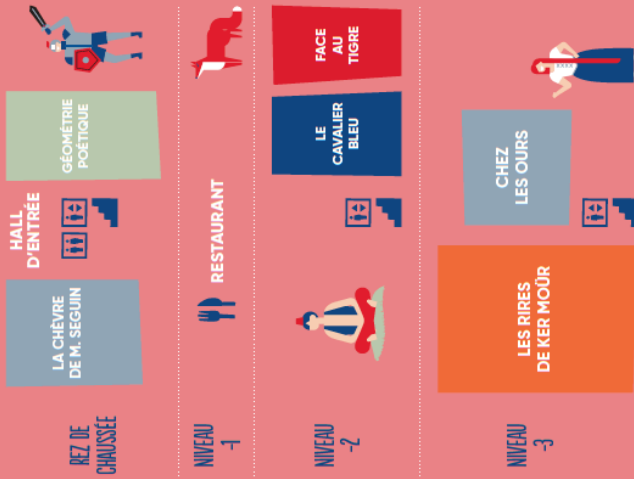 REZ DE
CHAUSSÉE
LA CHÈVRE
DE M. SEGUIN
HALL
D'ENTRÉE
GÉOMÉTRIE
POÉTIQUE
NIVEAU
-1
RESTAURANT
NIVEAU
-2
LE
CAVALIER
BLEU
FACE
AU
TIGRE
NIVEAU
-3
LES RIRES
DE KER MOÛR
CHEZ
LES OURS